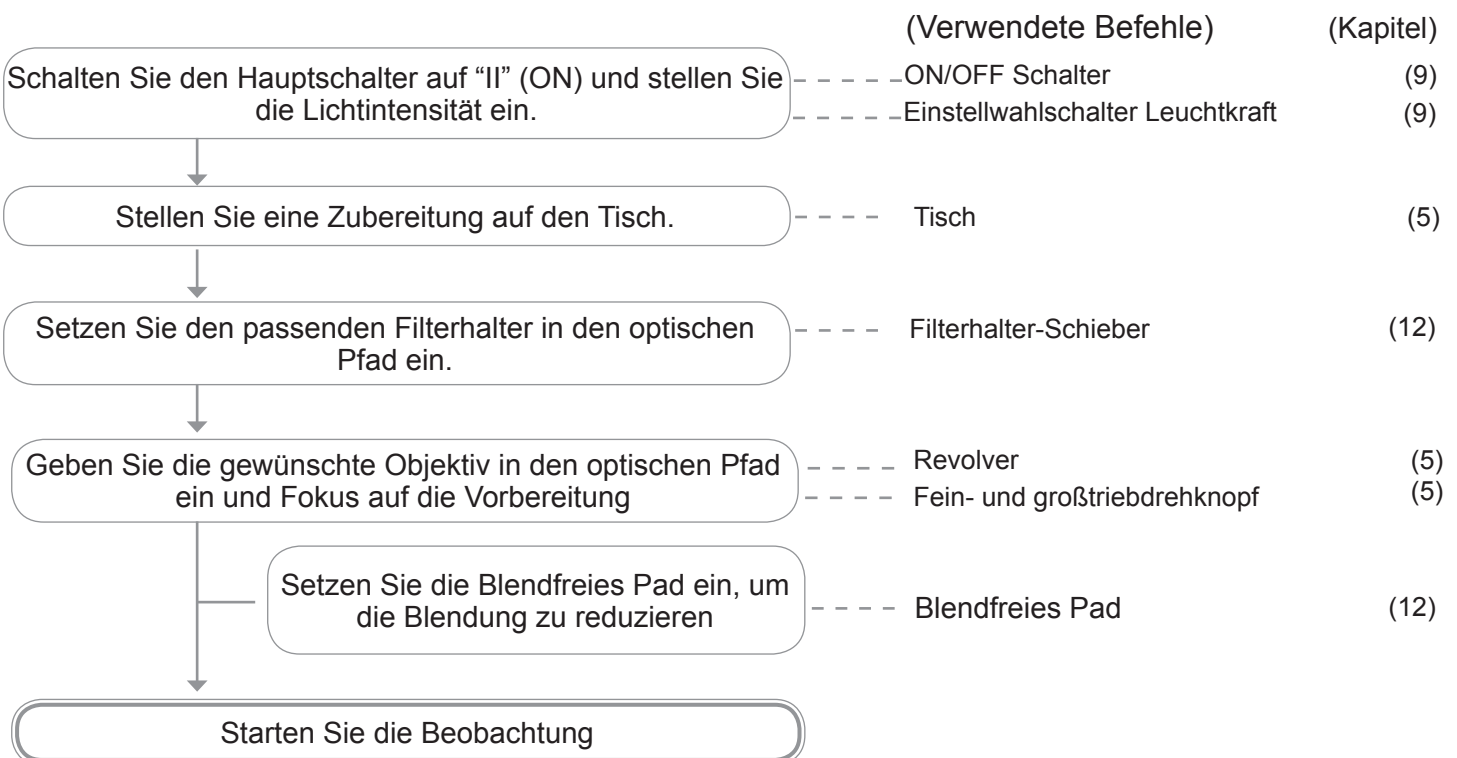 (Verwendete Befehle) (Kapitel)
Schalten Sie den Hauptschalter auf “II” (ON) und stellen Sie
die Lichtintensität ein.
ON/OFF Schalter (9)
Einstellwahlschalter Leuchtkraft (9)
Stellen Sie eine Zubereitung auf den Tisch.
Tisch (5)
Setzen Sie den passenden Filterhalter in den optischen
Pfad ein.
Filterhalter-Schieber (12)
Geben Sie die gewünschte Objektiv in den optischen Pfad
ein und Fokus auf die Vorbereitung
Revolver (5)
Fein- und großtriebdrehknopf (5)
Setzen Sie die Blendfreies Pad ein, um
die Blendung zu reduzieren
Blendfreies Pad (12)
Starten Sie die Beobachtung